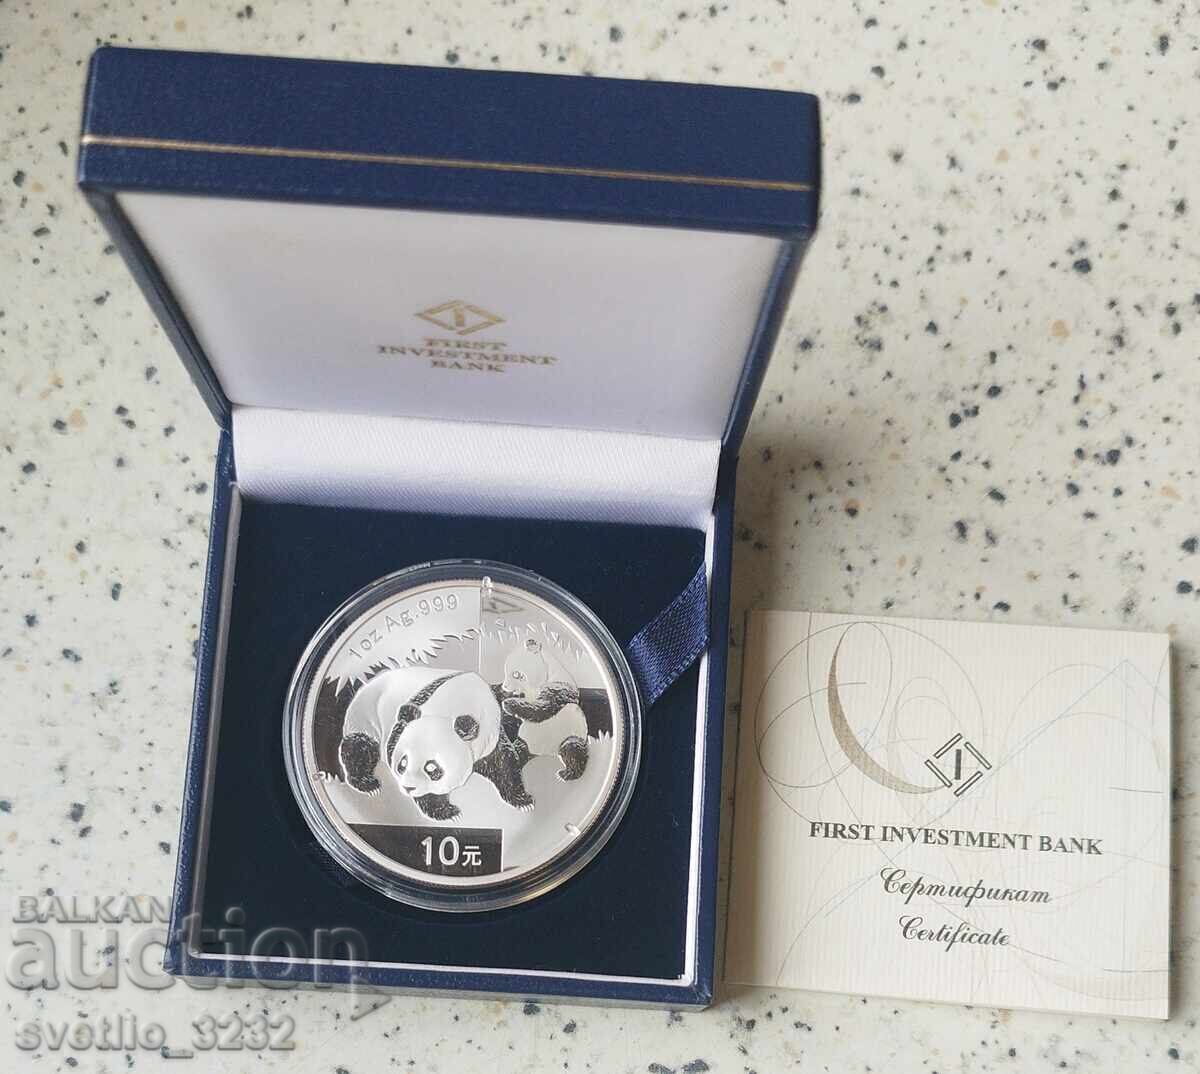 FIRST
INVESTMENT
BANK
1oz Ag.999
10元
FIRST INVESTMENT BANK
Сертификат
Certificate
BALKAN
auction
svetlio_3232